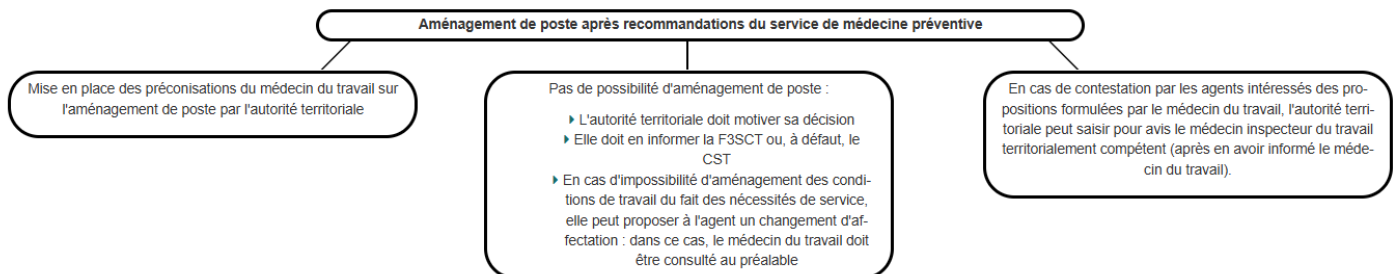 Aménagement de poste après recommandations du service de médecine préventive
Mise en place des préconisations du médecin du travail sur
l'aménagement de poste par l'autorité territoriale
Pas de possibilité d'aménagement de poste :
L'autorité territoriale doit motiver sa décision
Elle doit en informer la F3SCT ou, à défaut, le
CST
En cas d'impossibilité d'aménagement des condi-
tions de travail du fait des nécessités de service,
elle peut proposer à l'agent un changement d'af-
fectation : dans ce cas, le médecin du travail doit
être consulté au préalable
En cas de contestation par les agents intéressés des pro-
positions formulées par le médecin du travail, l'autorité terri-
toriale peut saisir pour avis le médecin inspecteur du travail
territorialement compétent (après en avoir informé le méde-
cin du travail).